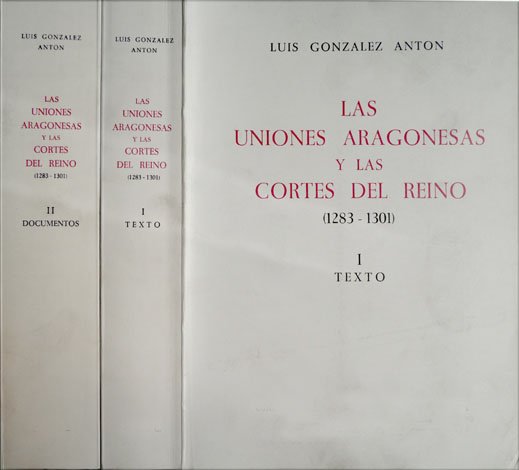 LUIS GONZALEZ
ANTON
LAS
UNIONES
ARAGONESAS
Y LAS
CORTES
DEL REINO
(1283-1301)
II
DOCUMENTOS
LUIS GONZALEZ
ANTON
LAS
UNIONES
ARAGONESAS
Y LAS
CORTES
DEL REINO
(1283-1301)
I
TEXTO
LUIS GONZALEZ ANTON
LAS
UNIONES ARAGONESAS
Y LAS
CORTES DEL REINO
(1283-1301)
I
TEXTO